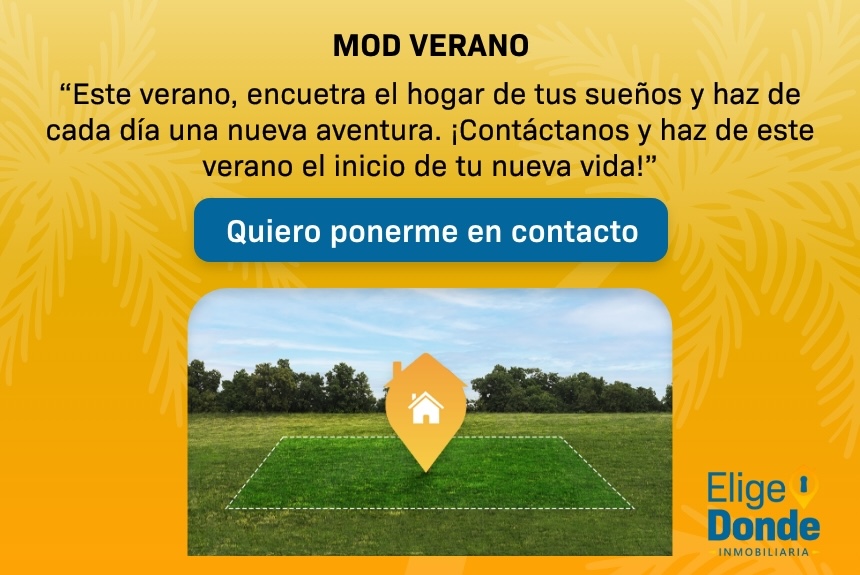 MOD VERANO
“Este verano, encuetra el hogar de tus sueños y haz de
cada día una nueva aventura. ¡Contáctanos y haz de este
verano el inicio de tu nueva vida!”
Quiero ponerme en contacto
Elige
Donde
INMOBILIARIA